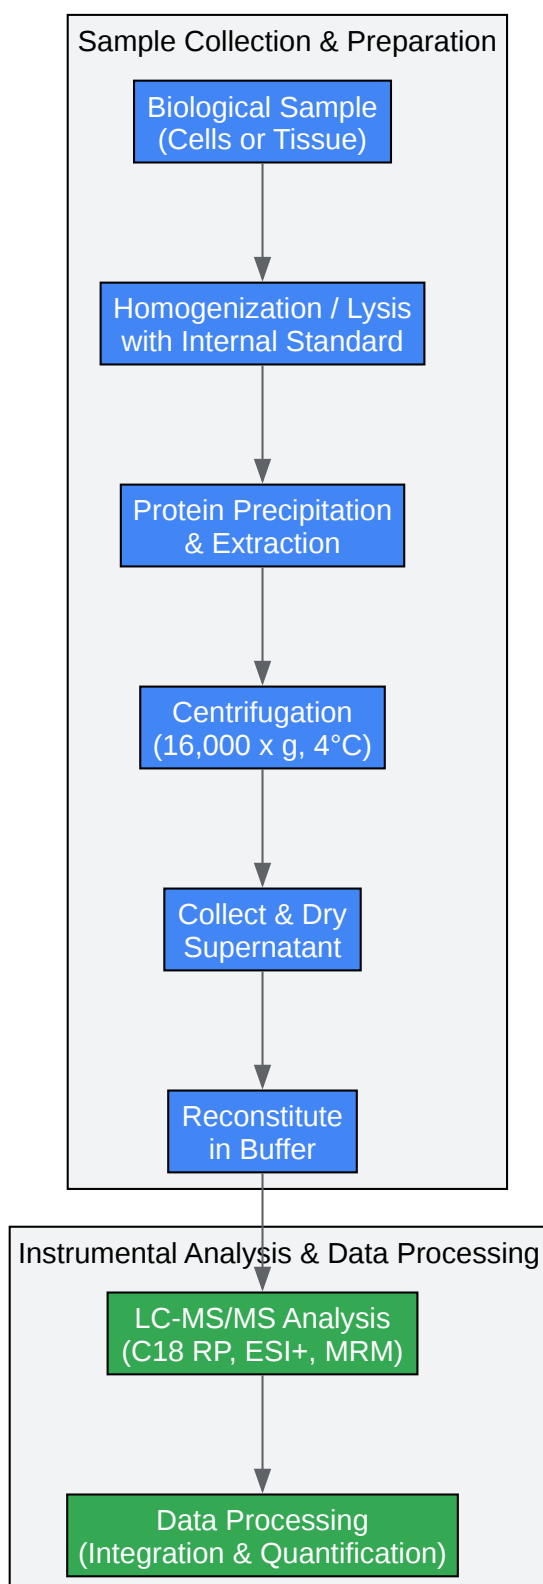 Sample Collection & Preparation
Biological Sample
(Cells or Tissue)
Homogenization / Lysis
with Internal Standard
Protein Precipitation
& Extraction
Centrifugation
(16,000 x g, 4°C)
Collect & Dry
Supernatant
Reconstitute
in Buffer
Instrumental Analysis & Data Processing
LC-MS/MS Analysis
(C18 RP, ESI+, MRM)
Data Processing
(Integration & Quantification)